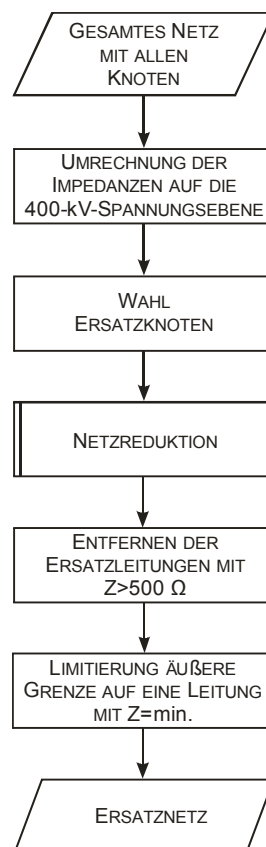 GESAMTES NETZ
MIT ALLEN
KNOTEN
UMRECHNUNG DER
IMPEDANZEN AUF DIE
400-KV-SPANNUNGSEBENE
WAHL
ERSATZKNOTEN
NETZREDUKTION
ENTFERNEN DER
ERSATZLEITUNGEN MIT
Z>500 Ω
LIMITIERUNG ÄUßERE
GRENZE AUF EINE LEITUNG
MIT Z=MIN.
ERSATZNETZ